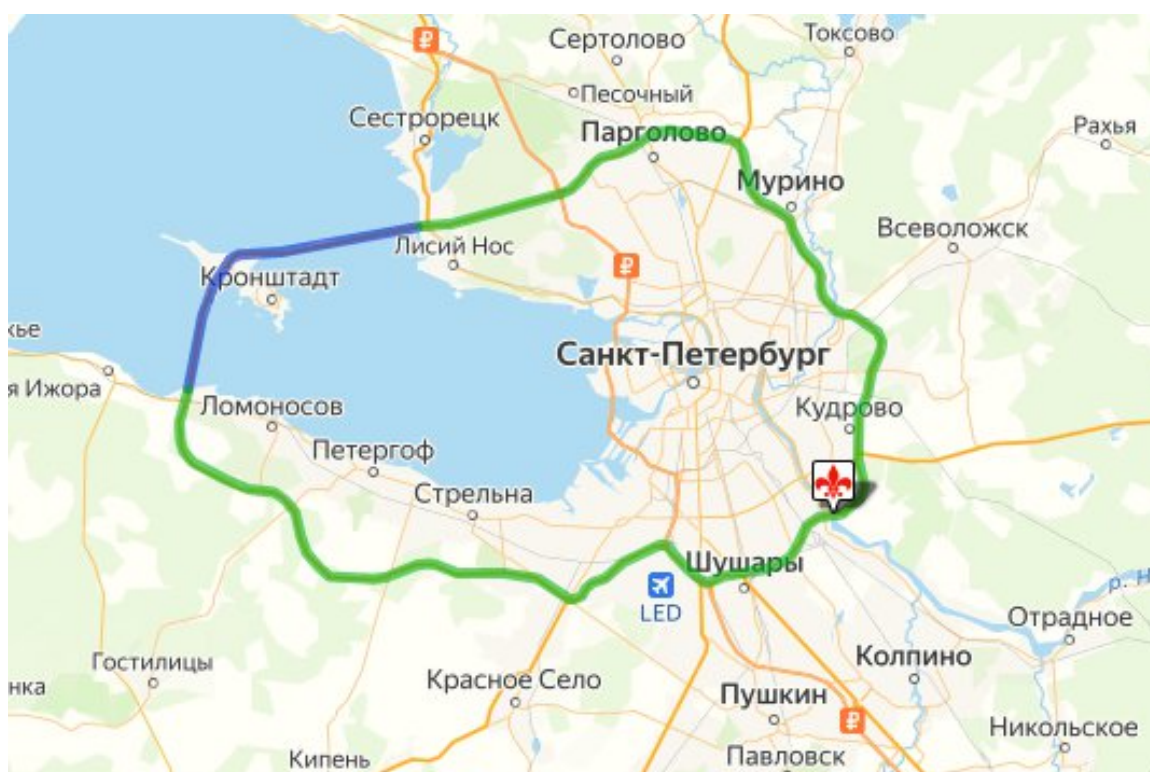 Сертолово
Токсово
Песочный
Сестрорецк
Парголово
Рахья
Мурино
Всеволожск
Лисий Нос
Кронштадт
Санкт-Петербург
я Ижора
Ломоносов
Кудрово
Петергоф
Стрельна
Шушары
LED
р. Н
Отрадное
Гостилицы
Колпино
Красное Село
нка
Пушкин
Никольское
Кипень
Павловск